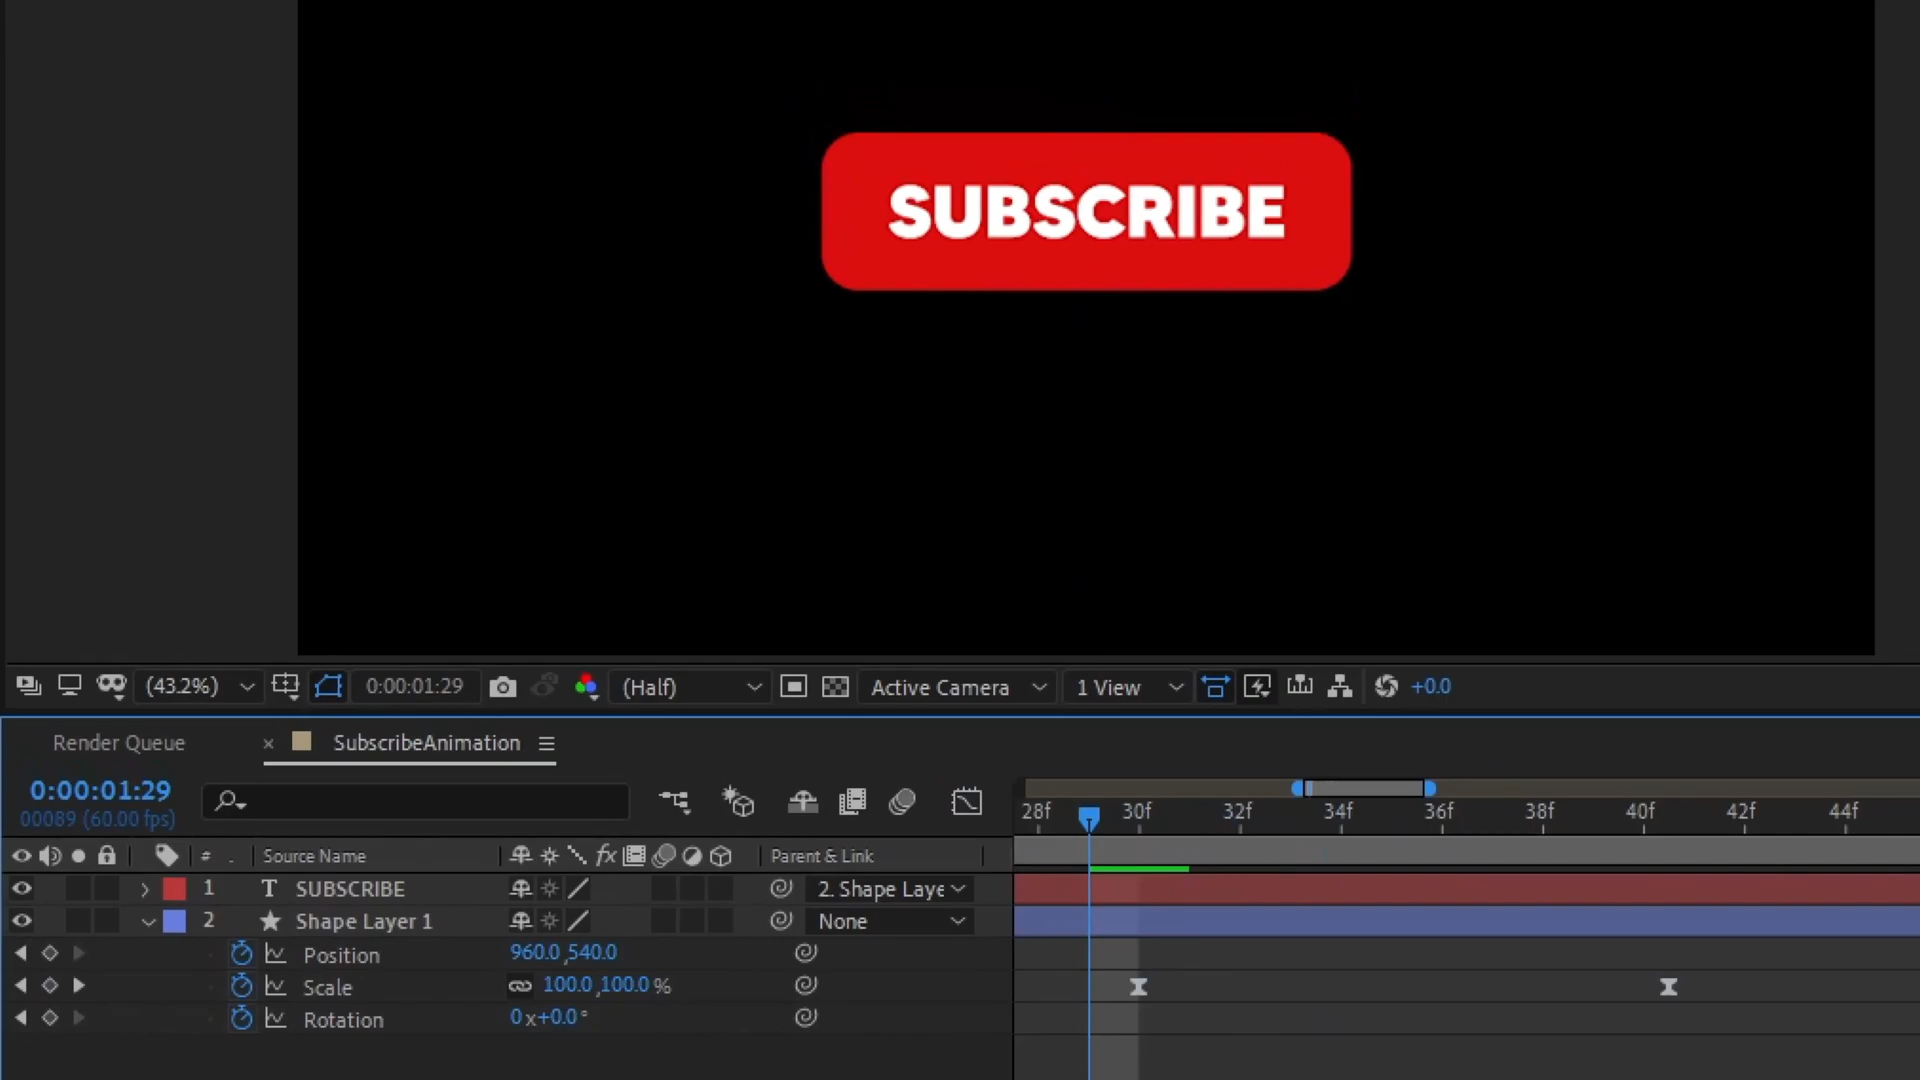 SUBSCRIBE
(43.2%) 0:00:01:29 (Half) Active Camera 1 View +0.0
Render Queue × SubscribeAnimation
0:00:01:29
00089 (60.00 fps)
28f 30f 32f 34f 36f 38f 40f 42f 44f
# . Source Name fx Parent & Link
1 T SUBSCRIBE 2. Shape Laye
2 Shape Layer 1 None
Position 960.0,540.0
Scale 100.0,100.0%
Rotation 0x+0.0°